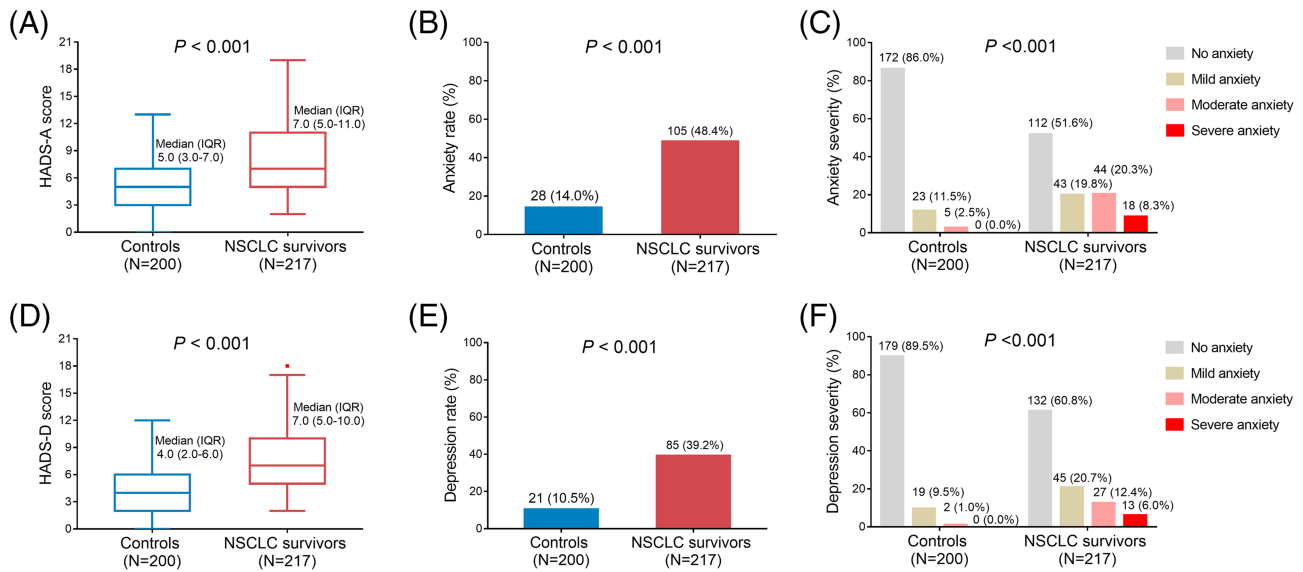 (A)
P < 0.001
HADS-A score
21
18
15
12
9
6
3
0
Median (IQR)
5.0 (3.0-7.0)
Median (IQR)
7.0 (5.0-11.0)
Controls
(N=200)
NSCLC survivors
(N=217)
(B)
P < 0.001
Anxiety rate (%)
100
80
60
40
20
0
28 (14.0%)
105 (48.4%)
Controls
(N=200)
NSCLC survivors
(N=217)
(C)
P <0.001
Anxiety severity (%)
100
80
60
40
20
0
172 (86.0%)
23 (11.5%)
5 (2.5%)
0 (0.0%)
112 (51.6%)
43 (19.8%)
44 (20.3%)
18 (8.3%)
Controls
(N=200)
NSCLC survivors
(N=217)
No anxiety
Mild anxiety
Moderate anxiety
Severe anxiety
(D)
P < 0.001
HADS-D score
21
18
15
12
9
6
3
0
Median (IQR)
4.0 (2.0-6.0)
Median (IQR)
7.0 (5.0-10.0)
Controls
(N=200)
NSCLC survivors
(N=217)
(E)
P < 0.001
Depression rate (%)
100
80
60
40
20
0
21 (10.5%)
85 (39.2%)
Controls
(N=200)
NSCLC survivors
(N=217)
(F)
P <0.001
Depression severity (%)
100
80
60
40
20
0
179 (89.5%)
19 (9.5%)
2 (1.0%)
0 (0.0%)
132 (60.8%)
45 (20.7%)
27 (12.4%)
13 (6.0%)
Controls
(N=200)
NSCLC survivors
(N=217)
No anxiety
Mild anxiety
Moderate anxiety
Severe anxiety